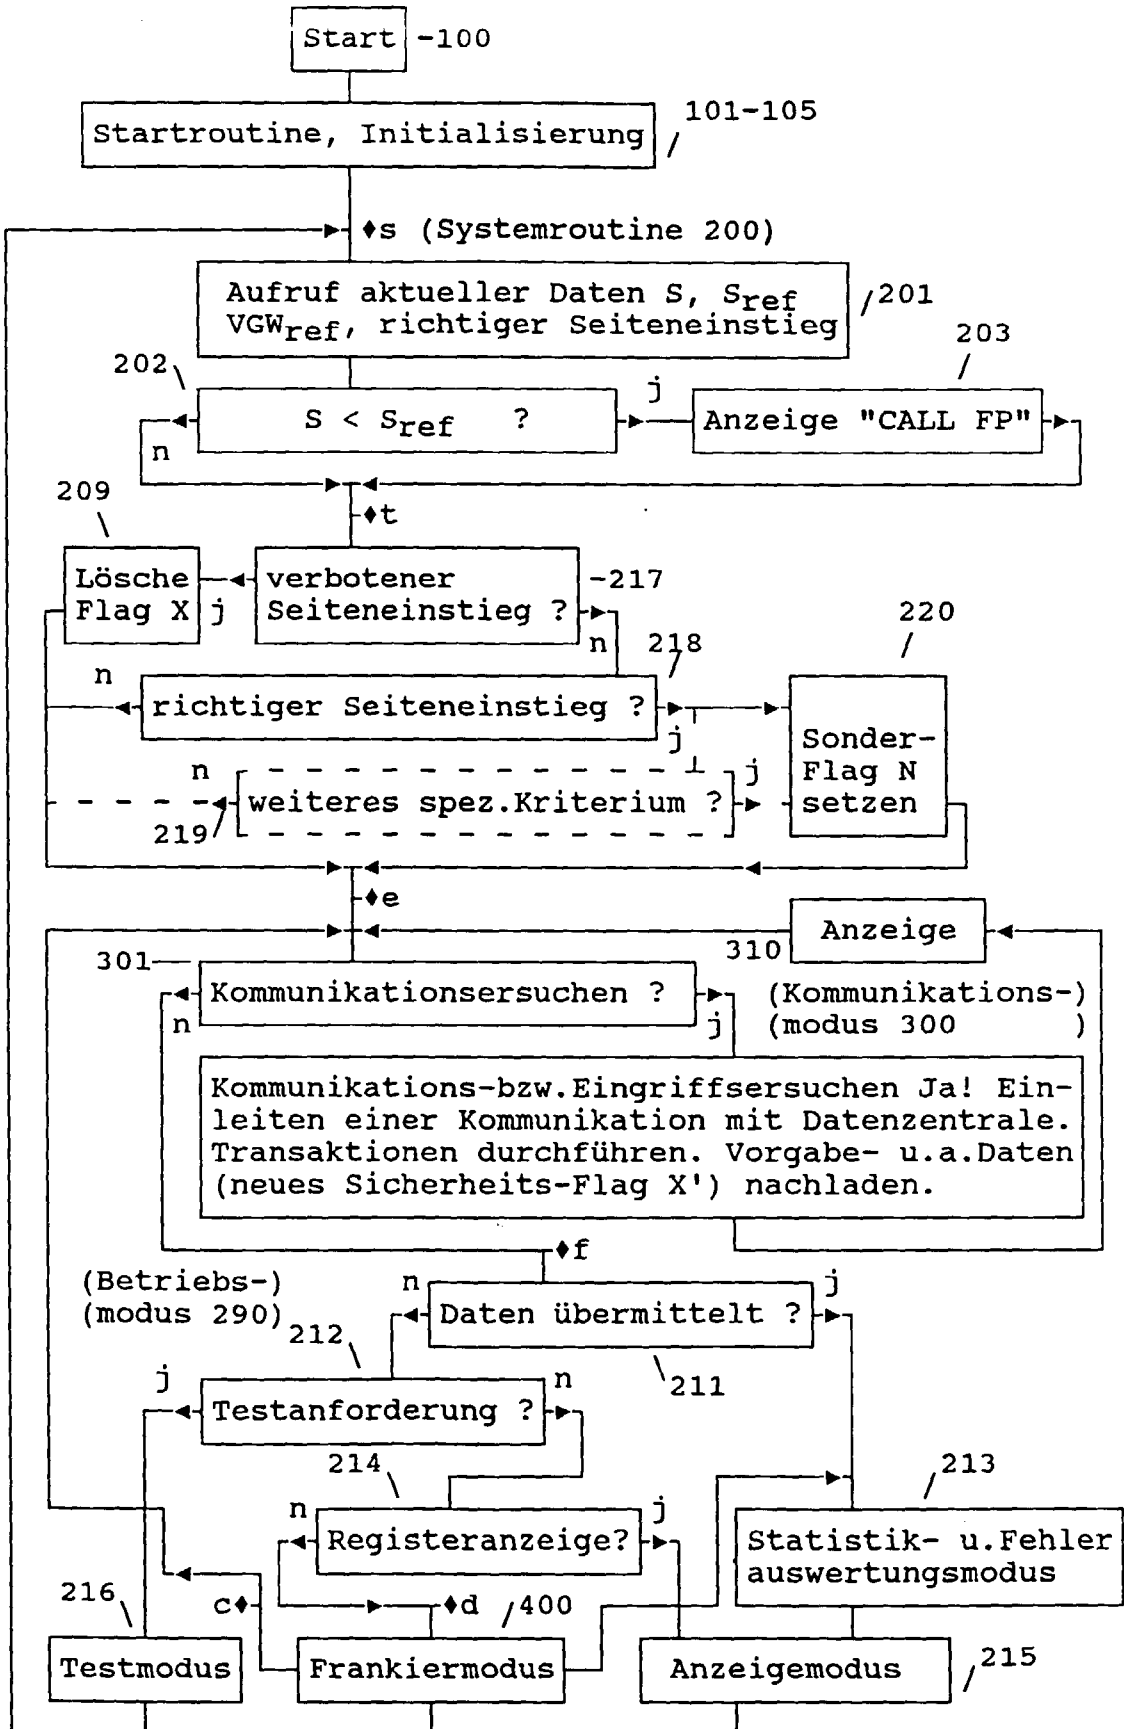 Start -100
101-105
Startroutine, Initialisierung
♦s (Systemroutine 200)
Aufruf aktueller Daten S, Sref
VGWref, richtiger Seiteneinstieg
201
203
202
S < Sref ?
j
Anzeige "CALL FP"
n
209
♦t
Lösche
Flag X
j
verbotener
Seiteneinstieg ?
-217
n
218
220
n
richtiger Seiteneinstieg ?
j
Sonder-
Flag N
setzen
n
weiteres spez.Kriterium ?
j
219
♦e
Anzeige
310
301
Kommunikationsersuchen ?
n
j
(Kommunikations-)
(modus 300 )
Kommunikations-bzw.Eingriffsersuchen Ja! Ein-
leiten einer Kommunikation mit Datenzentrale.
Transaktionen durchführen. Vorgabe- u.a.Daten
(neues Sicherheits-Flag X') nachladen.
♦f
(Betriebs-)
(modus 290)
n
Daten übermittelt ?
j
212
211
j
Testanforderung ?
n
214
213
n
Registeranzeige?
j
Statistik- u.Fehler
auswertungsmodus
216
c♦
♦d
400
Testmodus
Frankiermodus
Anzeigemodus
215